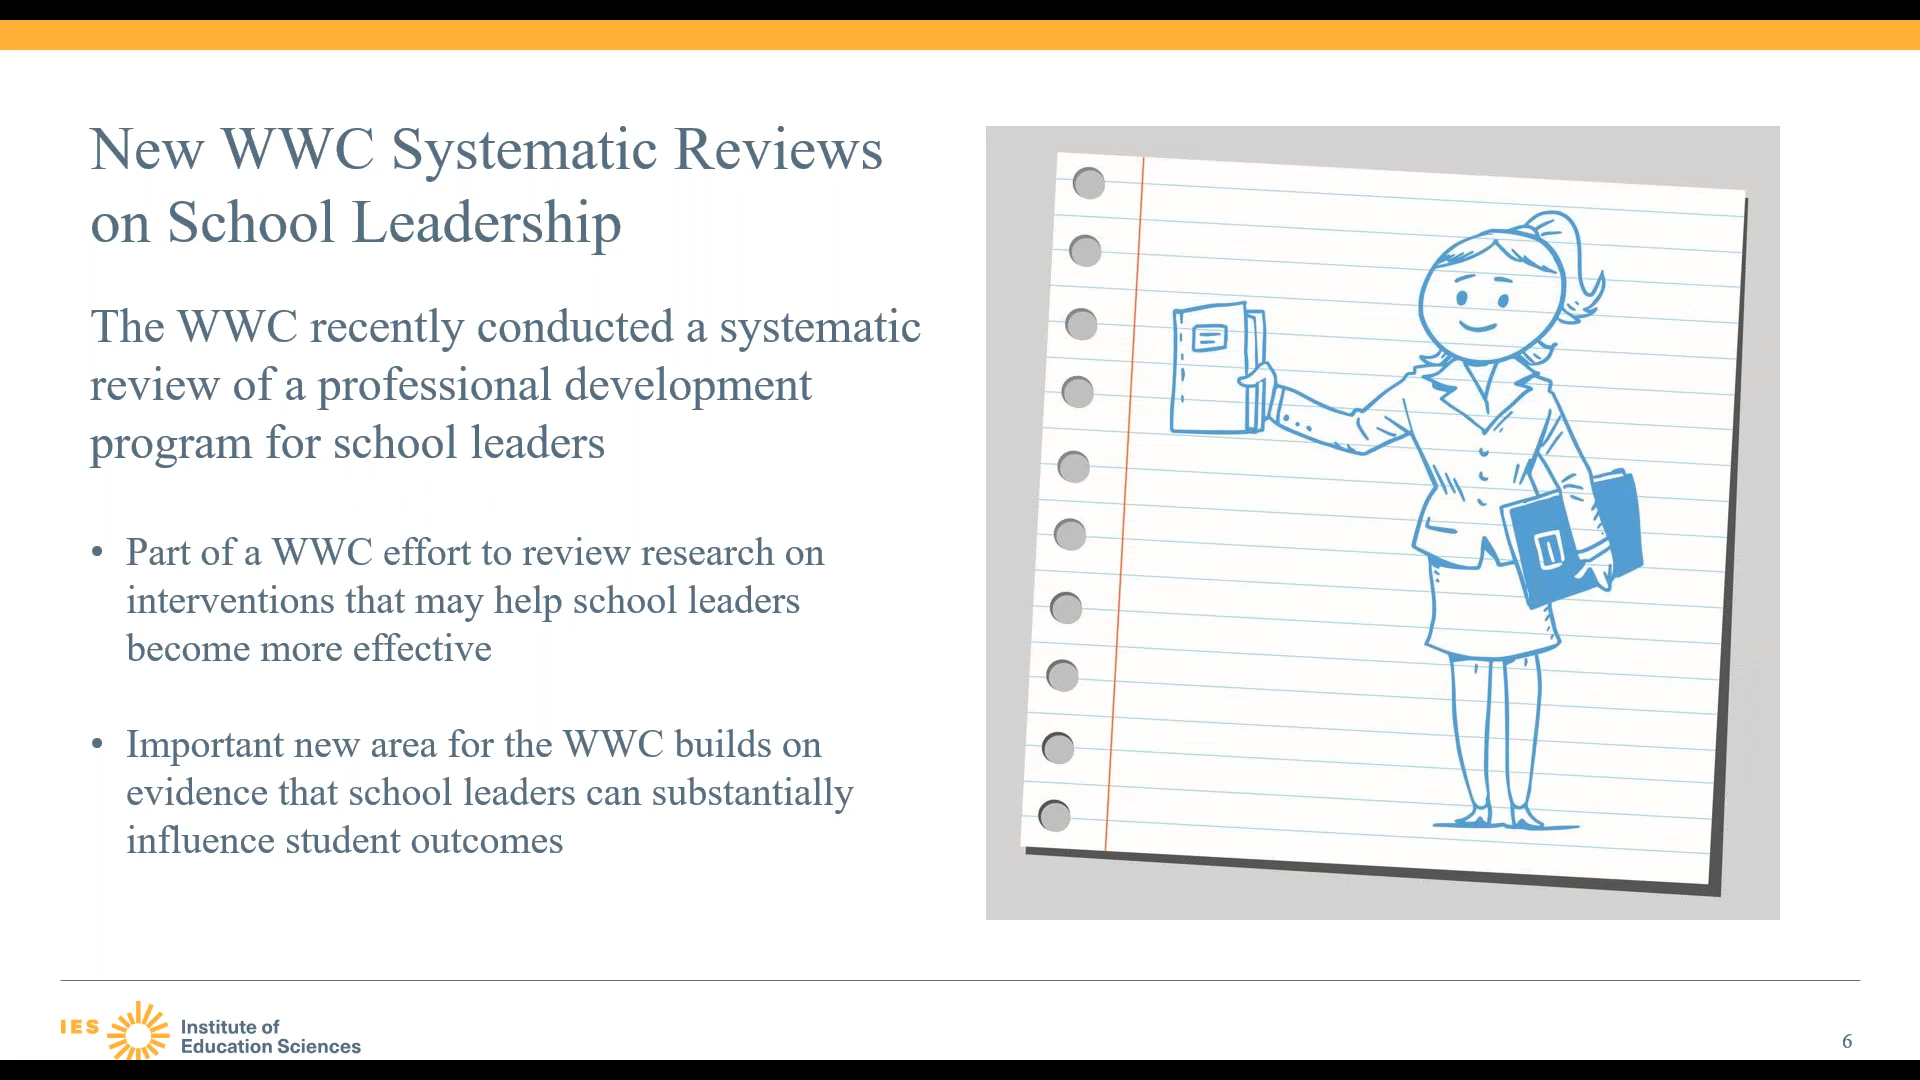 New WWC Systematic Reviews
on School Leadership
The WWC recently conducted a systematic
review of a professional development
program for school leaders
• Part of a WWC effort to review research on
interventions that may help school leaders
become more effective
• Important new area for the WWC builds on
evidence that school leaders can substantially
influence student outcomes
IES
Institute of
Education Sciences
6